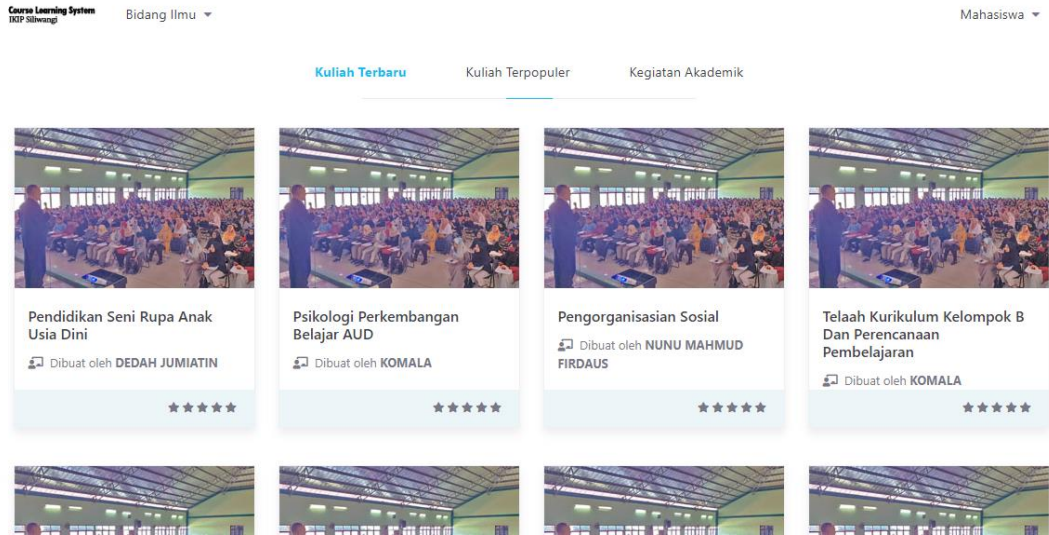 Course Learning System
IKIP Siliwangi
Bidang Ilmu
Mahasiswa
Kuliah Terbaru
Kuliah Terpopuler
Kegiatan Akademik
Pendidikan Seni Rupa Anak
Usia Dini
Dibuat oleh DEDAH JUMIATIN
Psikologi Perkembangan
Belajar AUD
Dibuat oleh KOMALA
Pengorganisasian Sosial
Dibuat oleh NUNU MAHMUD
FIRDAUS
Telaah Kurikulum Kelompok B
Dan Perencanaan
Pembelajaran
Dibuat oleh KOMALA